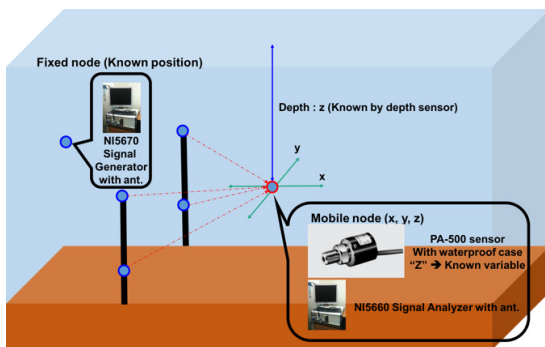 Fixed node (Known position)
NI5670
Signal
Generator
with ant.
Depth : z (Known by depth sensor)
y
x
Mobile node (x, y, z)
PA-500 sensor
With waterproof case
“Z” ➔ Known variable
NI5660 Signal Analyzer with ant.